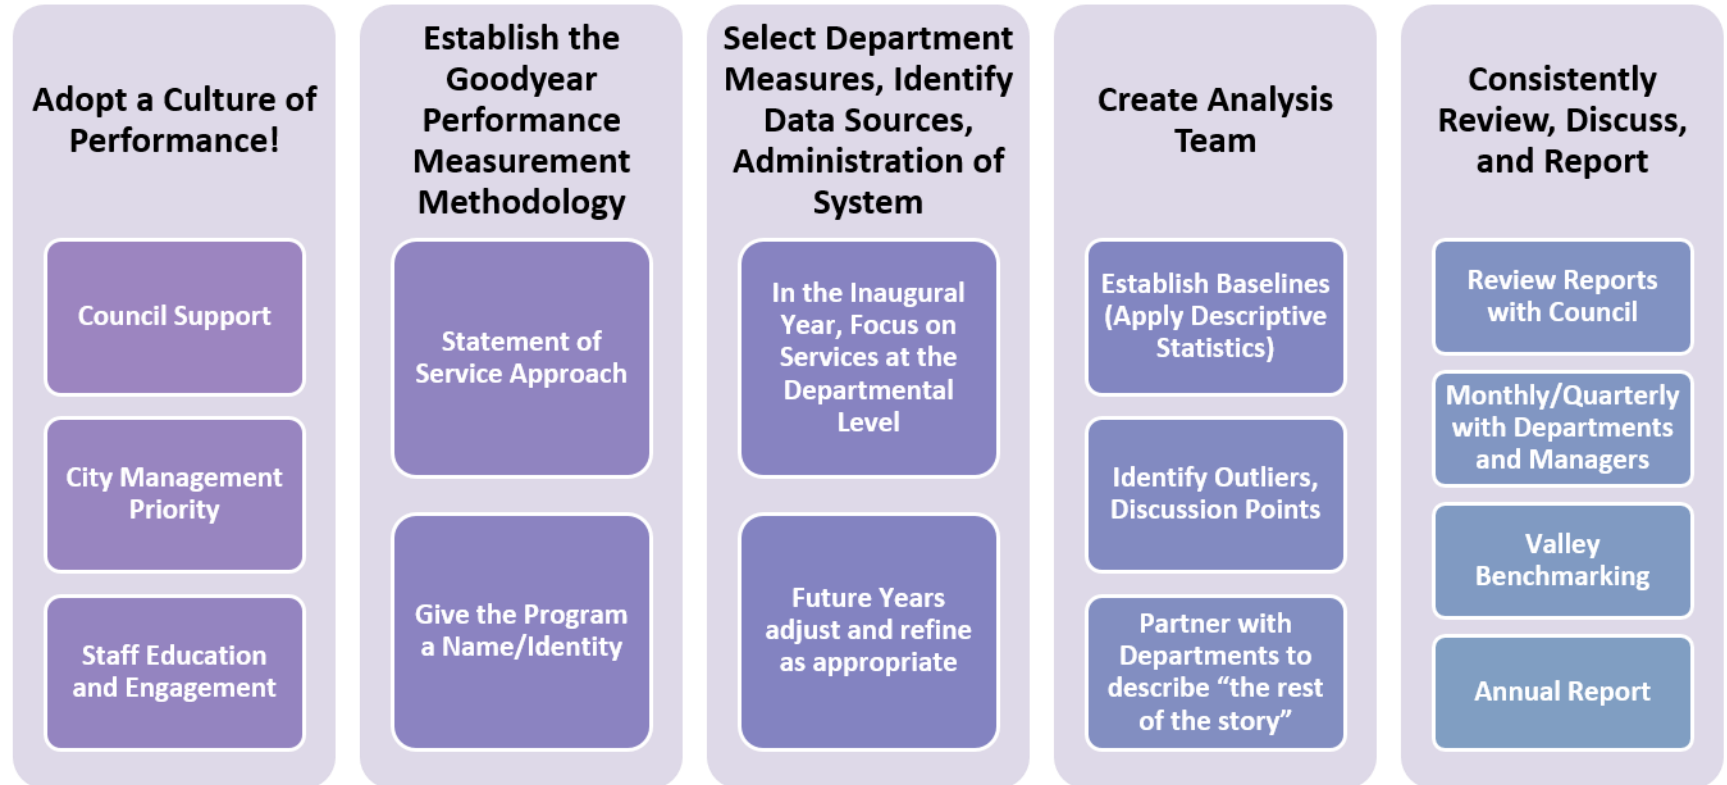 Adopt a Culture of
Performance!
Council Support
City Management
Priority
Staff Education
and Engagement
Establish the
Goodyear
Performance
Measurement
Methodology
Statement of
Service Approach
Give the Program
a Name/Identity
Select Department
Measures, Identify
Data Sources,
Administration of
System
In the Inaugural
Year, Focus on
Services at the
Departmental
Level
Future Years
adjust and refine
as appropriate
Create Analysis
Team
Establish Baselines
(Apply Descriptive
Statistics)
Identify Outliers,
Discussion Points
Partner with
Departments to
describe “the rest
of the story”
Consistently
Review, Discuss,
and Report
Review Reports
with Council
Monthly/Quarterly
with Departments
and Managers
Valley
Benchmarking
Annual Report